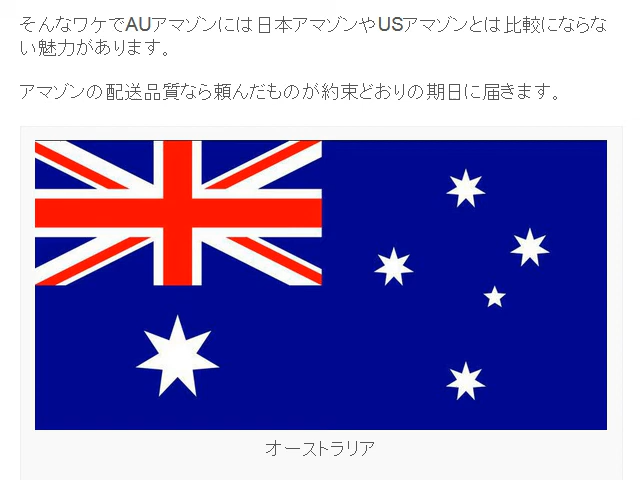 そんなワケでAUアマゾンには日本アマゾンやUSアマゾンとは比較にならな
い魅力があります。
アマゾンの配送品質なら頼んだものが約束どおりの期日に届きます。
オーストラリア